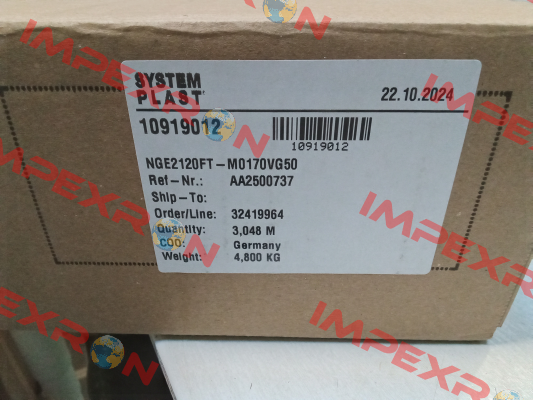 SYSTEM
PLAST
22.10.2024
10919012
10919012
NGE2120FT-M0170VG50
Ref-Nr.: AA2500737
Ship-To:
Order/Line: 32419964
Quantity: 3,048 M
COO: Germany
Weight: 4,800 KG
IMPEXRON
IMPEXRON
IMPEXRON
IMPEXRON
IMPEXRON